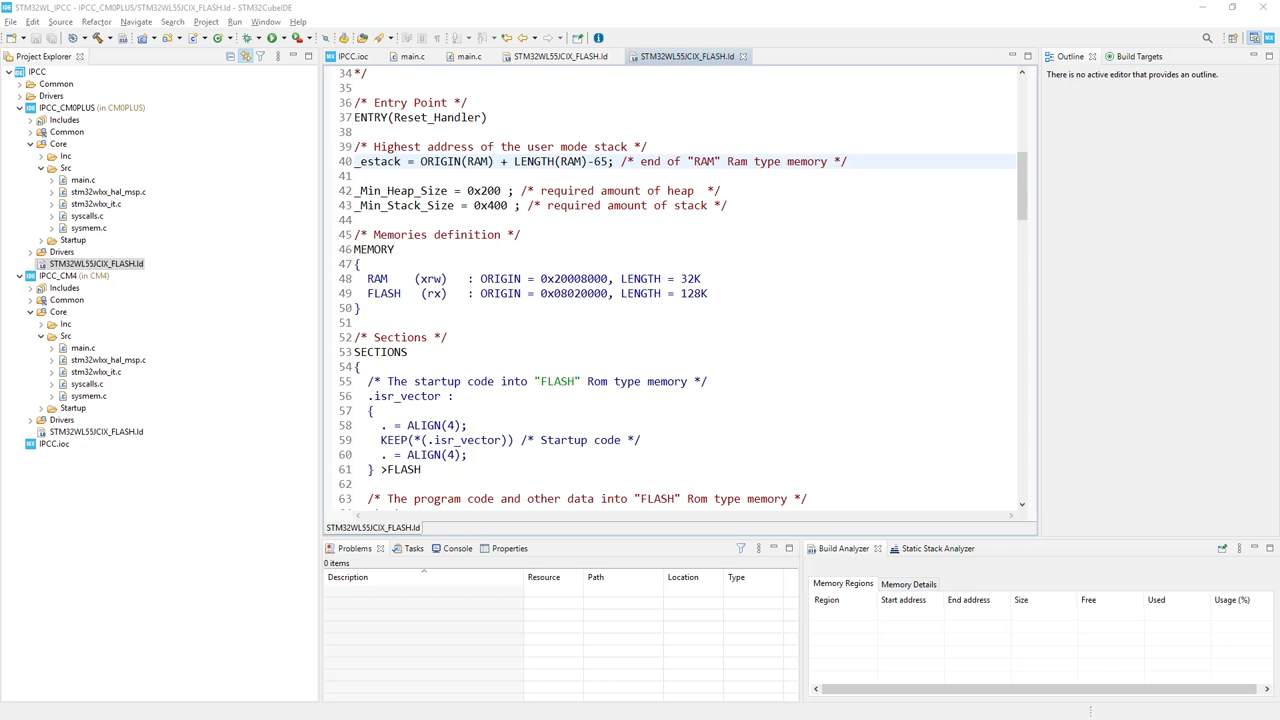 STM32WL_IPCC - IPCC_CM0PLUS/STM32WL55JCIX_FLASH.ld - STM32CubeIDE
File Edit Source Refactor Navigate Search Project Run Window Help
Project Explorer
IPCC
Common
Drivers
IPCC_CM0PLUS (in CM0PLUS)
Includes
Common
Core
Inc
Src
main.c
stm32wlxx_hal_msp.c
stm32wlxx_it.c
syscalls.c
sysmem.c
Startup
Drivers
STM32WL55JCIX_FLASH.ld
IPCC_CM4 (in CM4)
Includes
Common
Core
Inc
Src
main.c
stm32wlxx_hal_msp.c
stm32wlxx_it.c
syscalls.c
sysmem.c
Startup
Drivers
STM32WL55JCIX_FLASH.ld
IPCC.ioc
MX IPCC.ioc main.c main.c STM32WL55JCIX_FLASH.ld STM32WL55JCIX_FLASH.ld
34 */
35
36 /* Entry Point */
37 ENTRY(Reset_Handler)
38
39 /* Highest address of the user mode stack */
40 _estack = ORIGIN(RAM) + LENGTH(RAM)-65; /* end of "RAM" Ram type memory */
41
42 _Min_Heap_Size = 0x200 ; /* required amount of heap  */
43 _Min_Stack_Size = 0x400 ; /* required amount of stack */
44
45 /* Memories definition */
46 MEMORY
47 {
48   RAM    (xrw)   : ORIGIN = 0x20008000, LENGTH = 32K
49   FLASH   (rx)   : ORIGIN = 0x08020000, LENGTH = 128K
50 }
51
52 /* Sections */
53 SECTIONS
54 {
55   /* The startup code into "FLASH" Rom type memory */
56   .isr_vector :
57   {
58     . = ALIGN(4);
59     KEEP(*(.isr_vector)) /* Startup code */
60     . = ALIGN(4);
61   } >FLASH
62
63   /* The program code and other data into "FLASH" Rom type memory */
STM32WL55JCIX_FLASH.ld
Outline Build Targets
There is no active editor that provides an outline.
Problems Tasks Console Properties
0 items
Description Resource Path Location Type
Build Analyzer Static Stack Analyzer
Memory Regions Memory Details
Region Start address End address Size Free Used Usage (%)